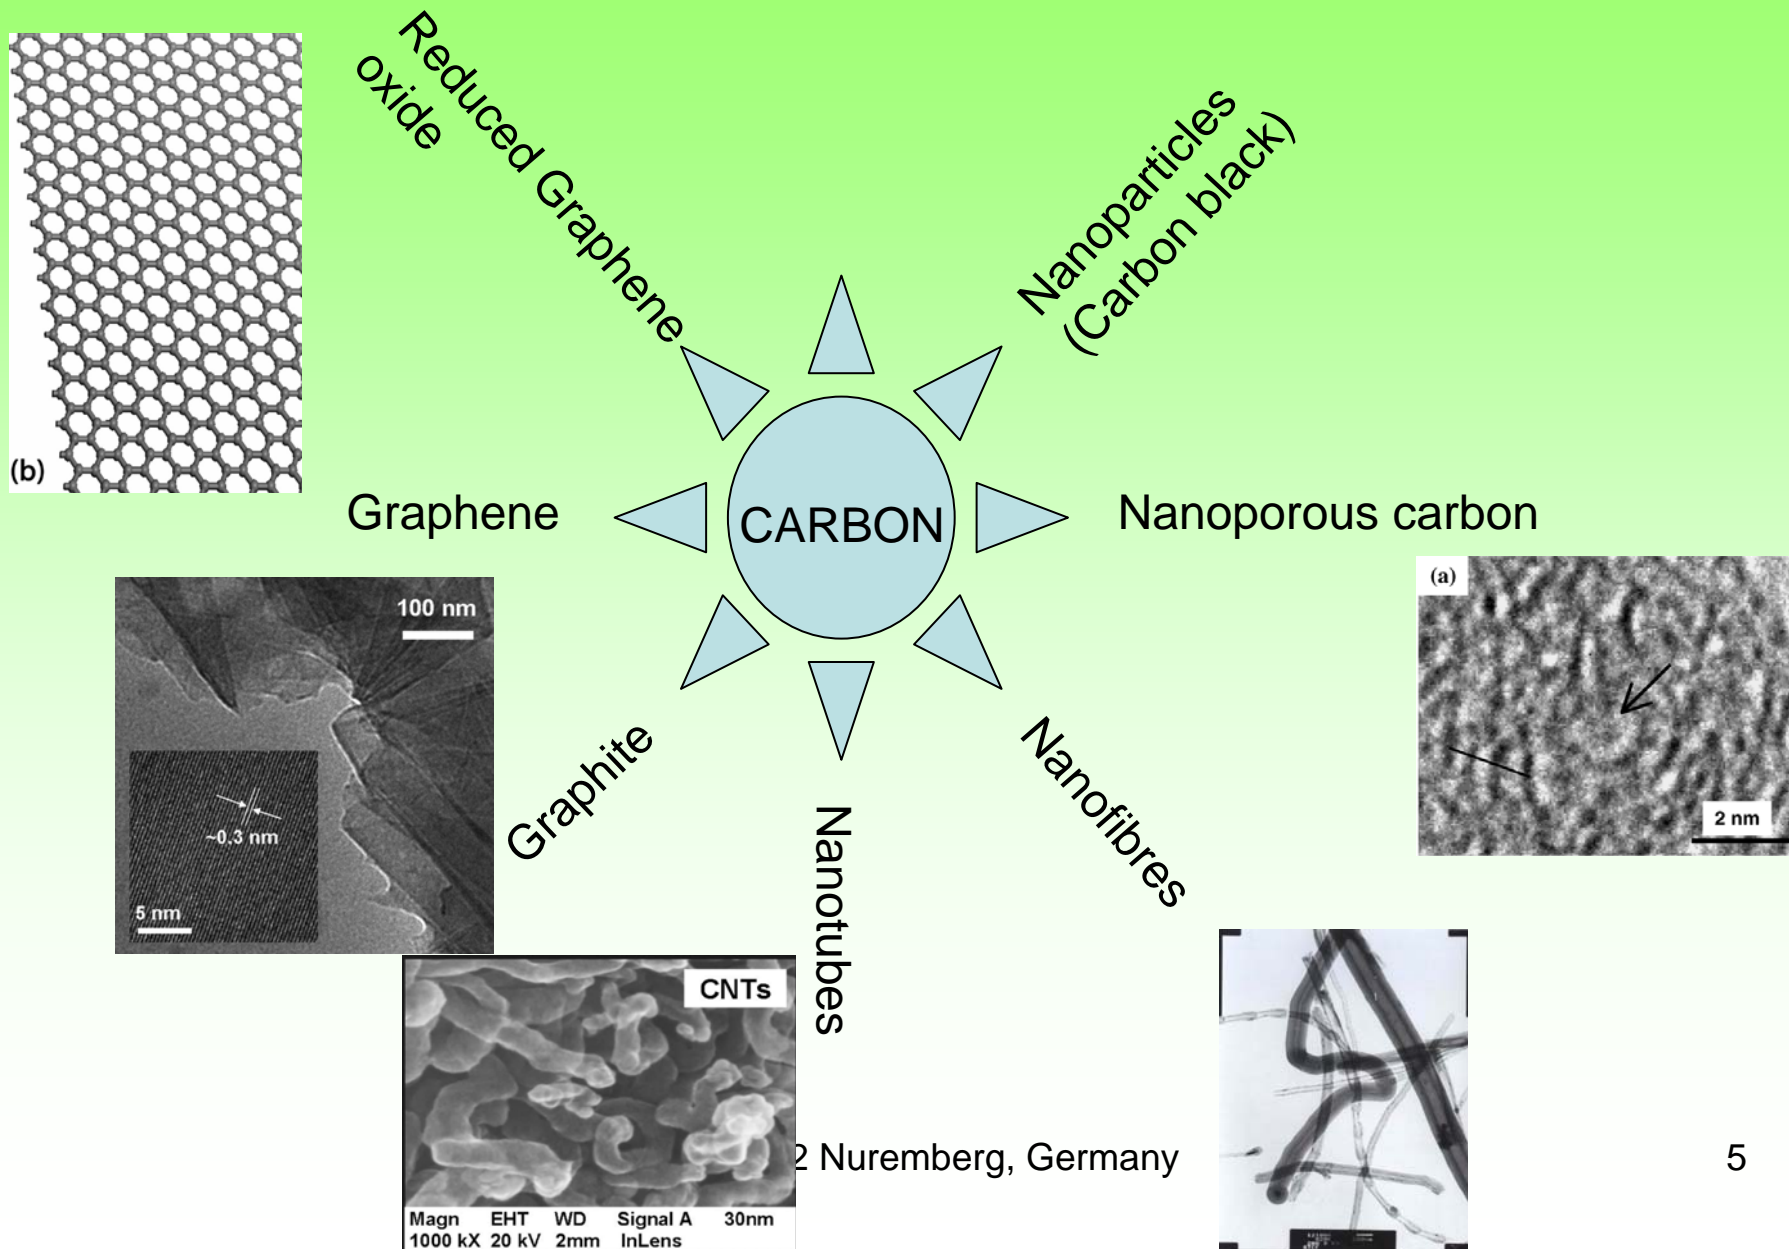 Reduced Graphene
oxide
Nanoparticles
(Carbon black)
(b)
Graphene
CARBON
Nanoporous carbon
(a)
2 nm
100 nm
~0.3 nm
5 nm
Graphite
Nanotubes
Nanofibres
CNTs
Magn EHT WD Signal A 30nm
1000 kX 20 kV 2mm InLens
2 Nuremberg, Germany
5